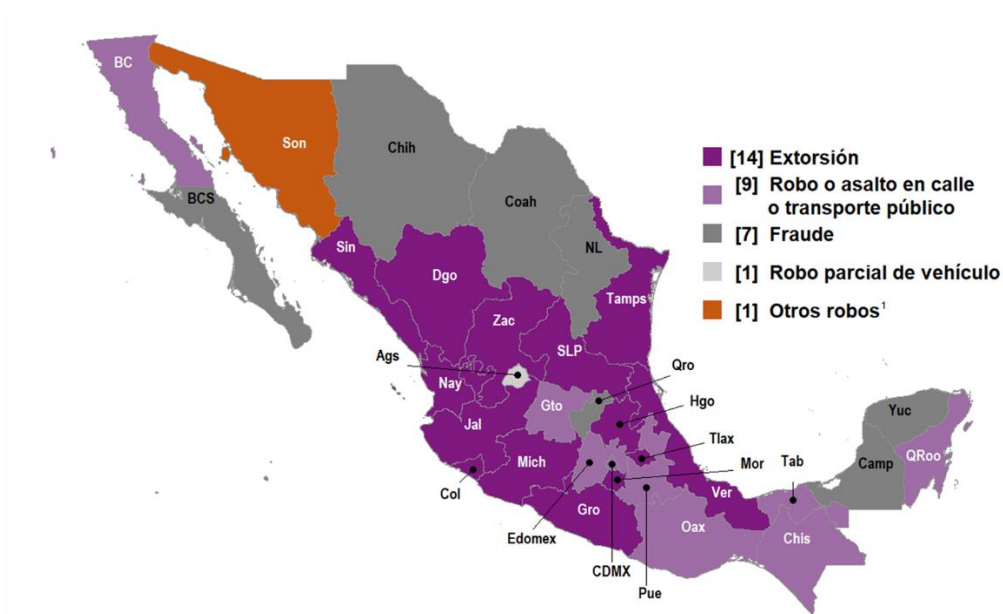 BC
Son
Chih
BCS
Coah
NL
Sin
Dgo
Tamps
Zac
SLP
Ags
Qro
Nay
Gto
Hgo
Yuc
Jal
Tlax
QRoo
Mich
Mor
Tab
Camp
Col
Ver
Gro
Edomex
Oax
Chis
CDMX
Pue
[14] Extorsión
[9] Robo o asalto en calle
o transporte público
[7] Fraude
[1] Robo parcial de vehículo
[1] Otros robos¹